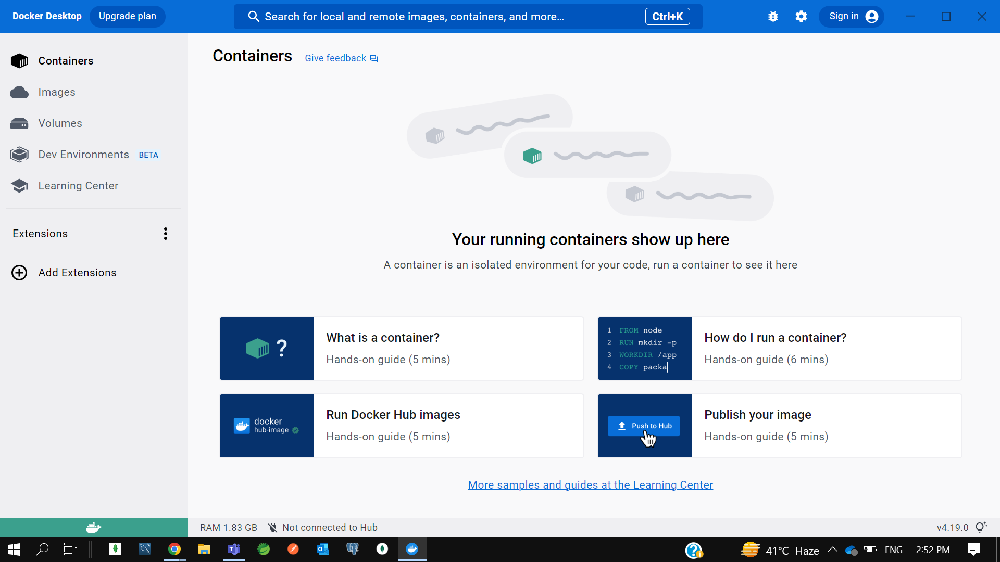 Docker Desktop
Upgrade plan
Search for local and remote images, containers, and more...
Ctrl+K
Sign in
Containers
Images
Volumes
Dev Environments BETA
Learning Center
Extensions
Add Extensions
Containers
Give feedback
Your running containers show up here
A container is an isolated environment for your code, run a container to see it here
?
What is a container?
Hands-on guide (5 mins)
1 FROM node
2 RUN mkdir -p
3 WORKDIR /app
4 COPY packa
How do I run a container?
Hands-on guide (6 mins)
docker
hub-image
Run Docker Hub images
Hands-on guide (5 mins)
Push to Hub
Publish your image
Hands-on guide (5 mins)
More samples and guides at the Learning Center
RAM 1.83 GB
Not connected to Hub
v4.19.0
41°C Haze
ENG
2:52 PM